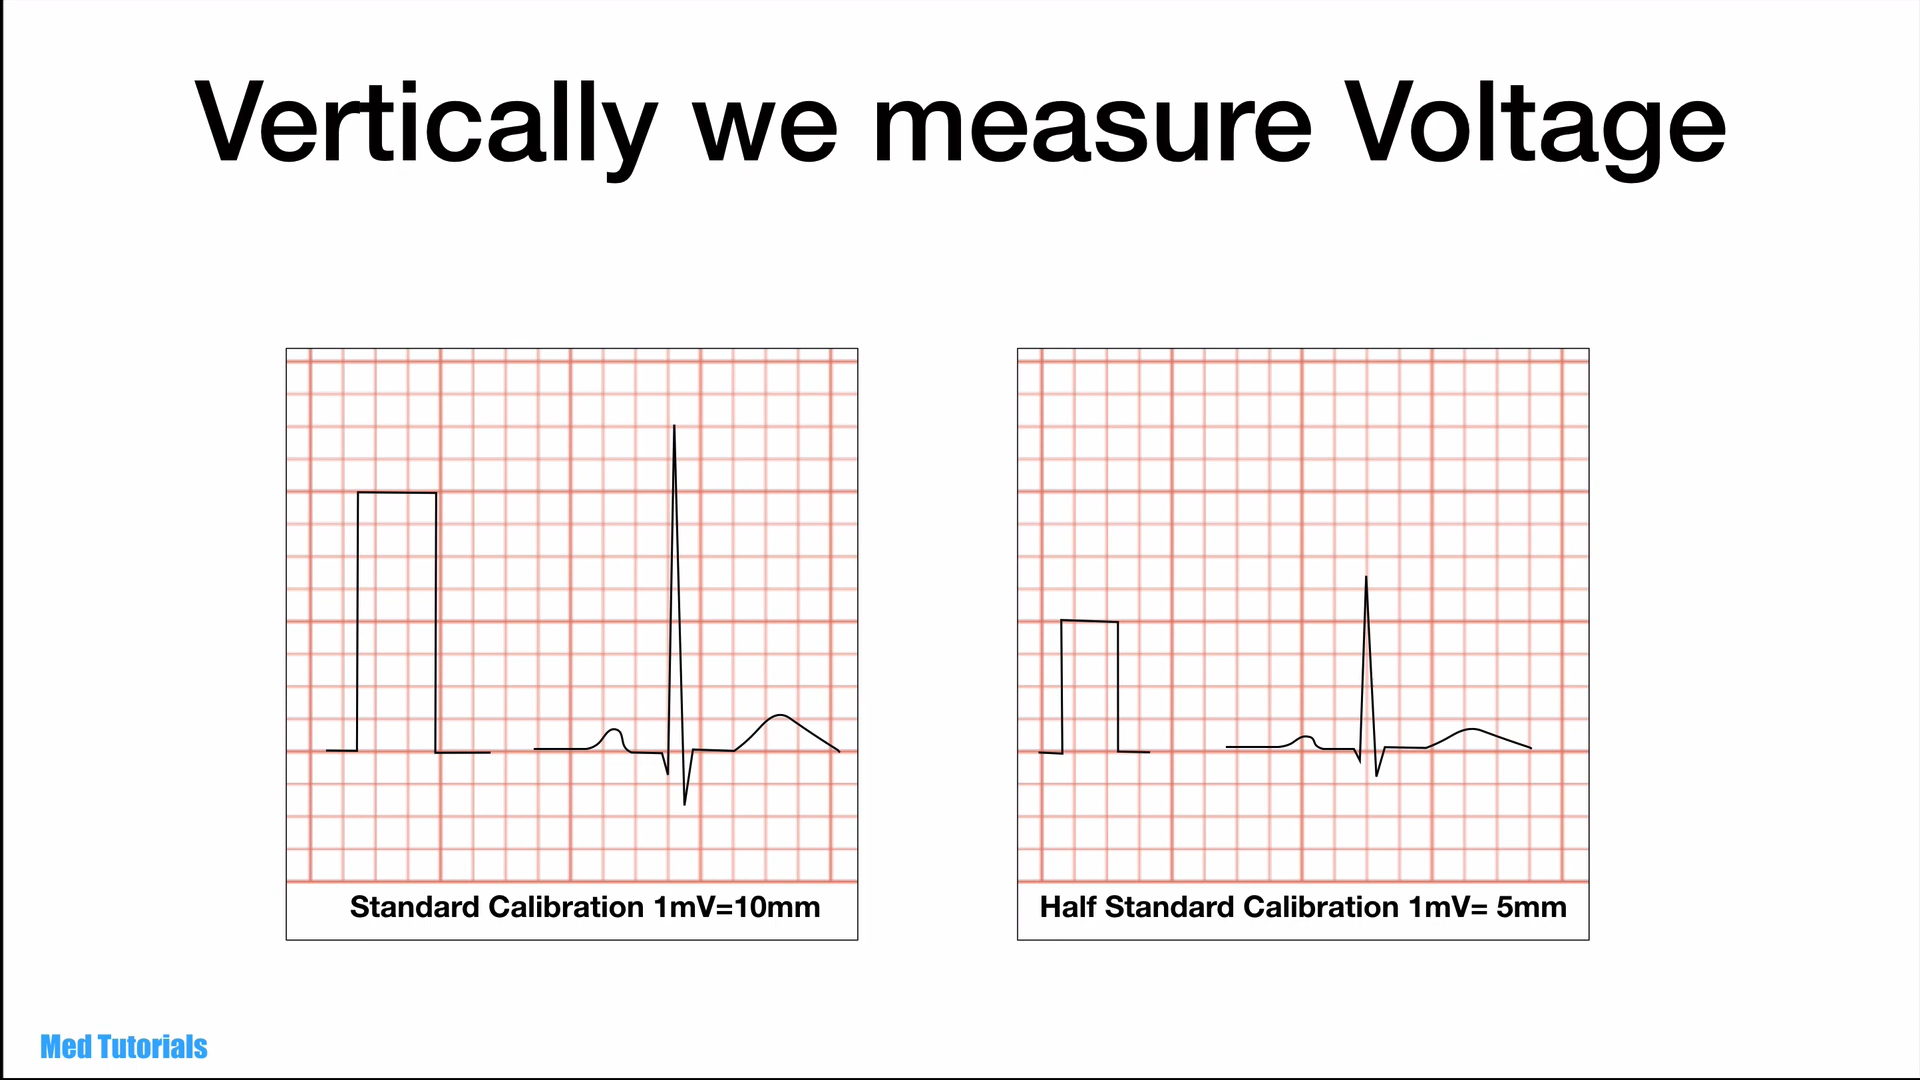 Vertically we measure Voltage
Standard Calibration 1mV=10mm
Half Standard Calibration 1mV= 5mm
Med Tutorials